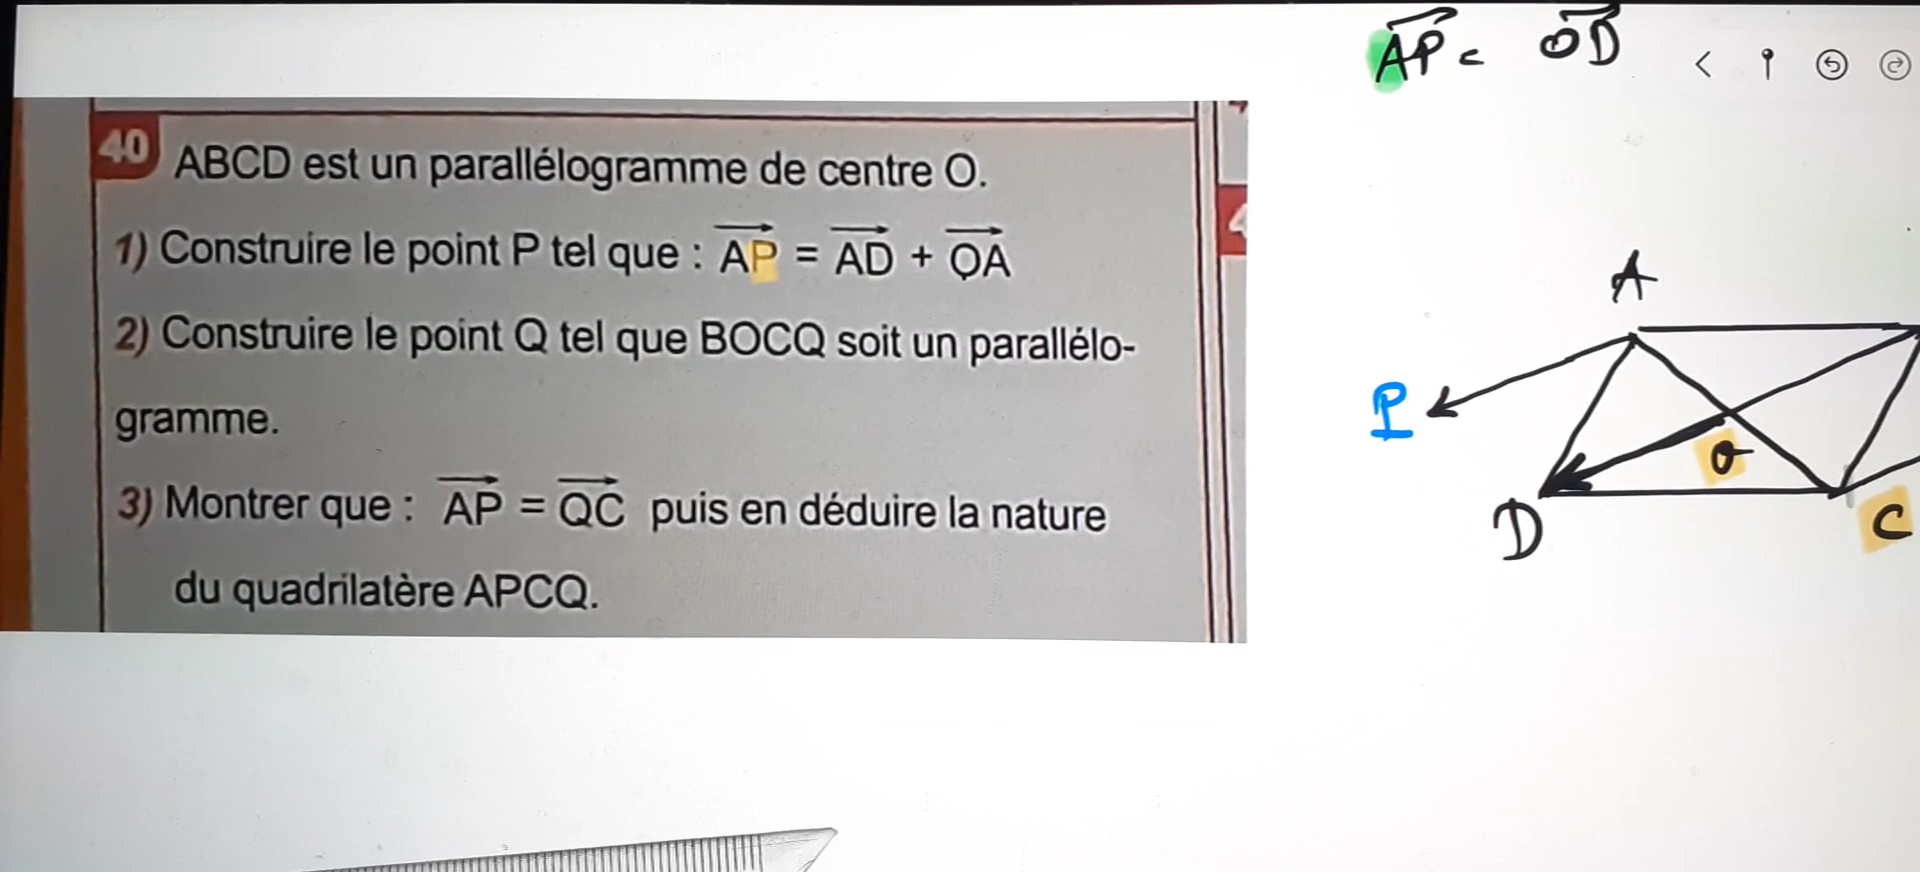 AP = OD
40 ABCD est un parallélogramme de centre O.
1) Construire le point P tel que : AP = AD + OA
2) Construire le point Q tel que BOCQ soit un parallélo-
gramme.
3) Montrer que : AP = QC puis en déduire la nature
du quadrilatère APCQ.
A
P
O
D
C